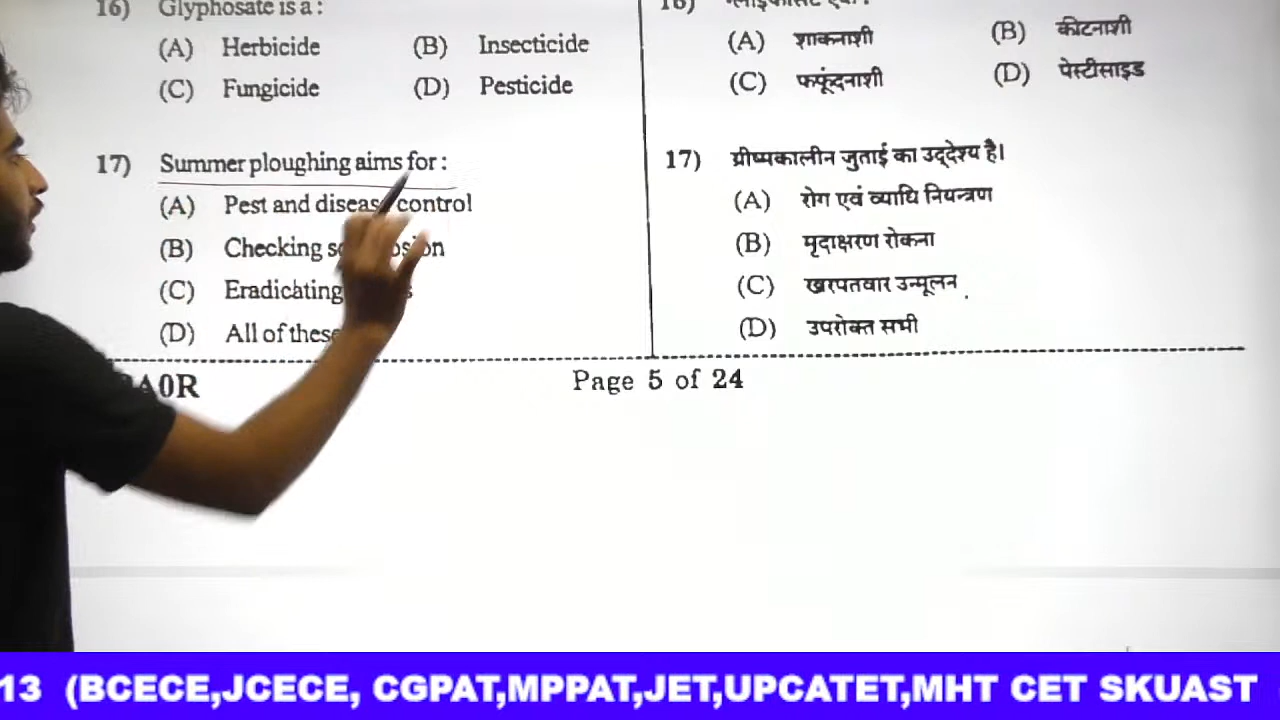 16) Glyphosate is a :
(A) Herbicide (B) Insecticide
(C) Fungicide (D) Pesticide
17) Summer ploughing aims for :
(A) Pest and disease control
(B) Checking
(C) Eradicating
(D) All of these
16)
(A) शाकनाशी (B) कीटनाशी
(C) फफूंदनाशी (D) पेस्टीसाइड
17) ग्रीष्मकालीन जुताई का उद्देश्य है।
(A) रोग एवं व्याधि नियन्त्रण
(B) मृदाक्षरण रोकना
(C) खरपतवार उन्मूलन
(D) उपरोक्त सभी
A0R
Page 5 of 24
13 (BCECE,JCECE, CGPAT,MPPAT,JET,UPCATET,MHT CET SKUAST